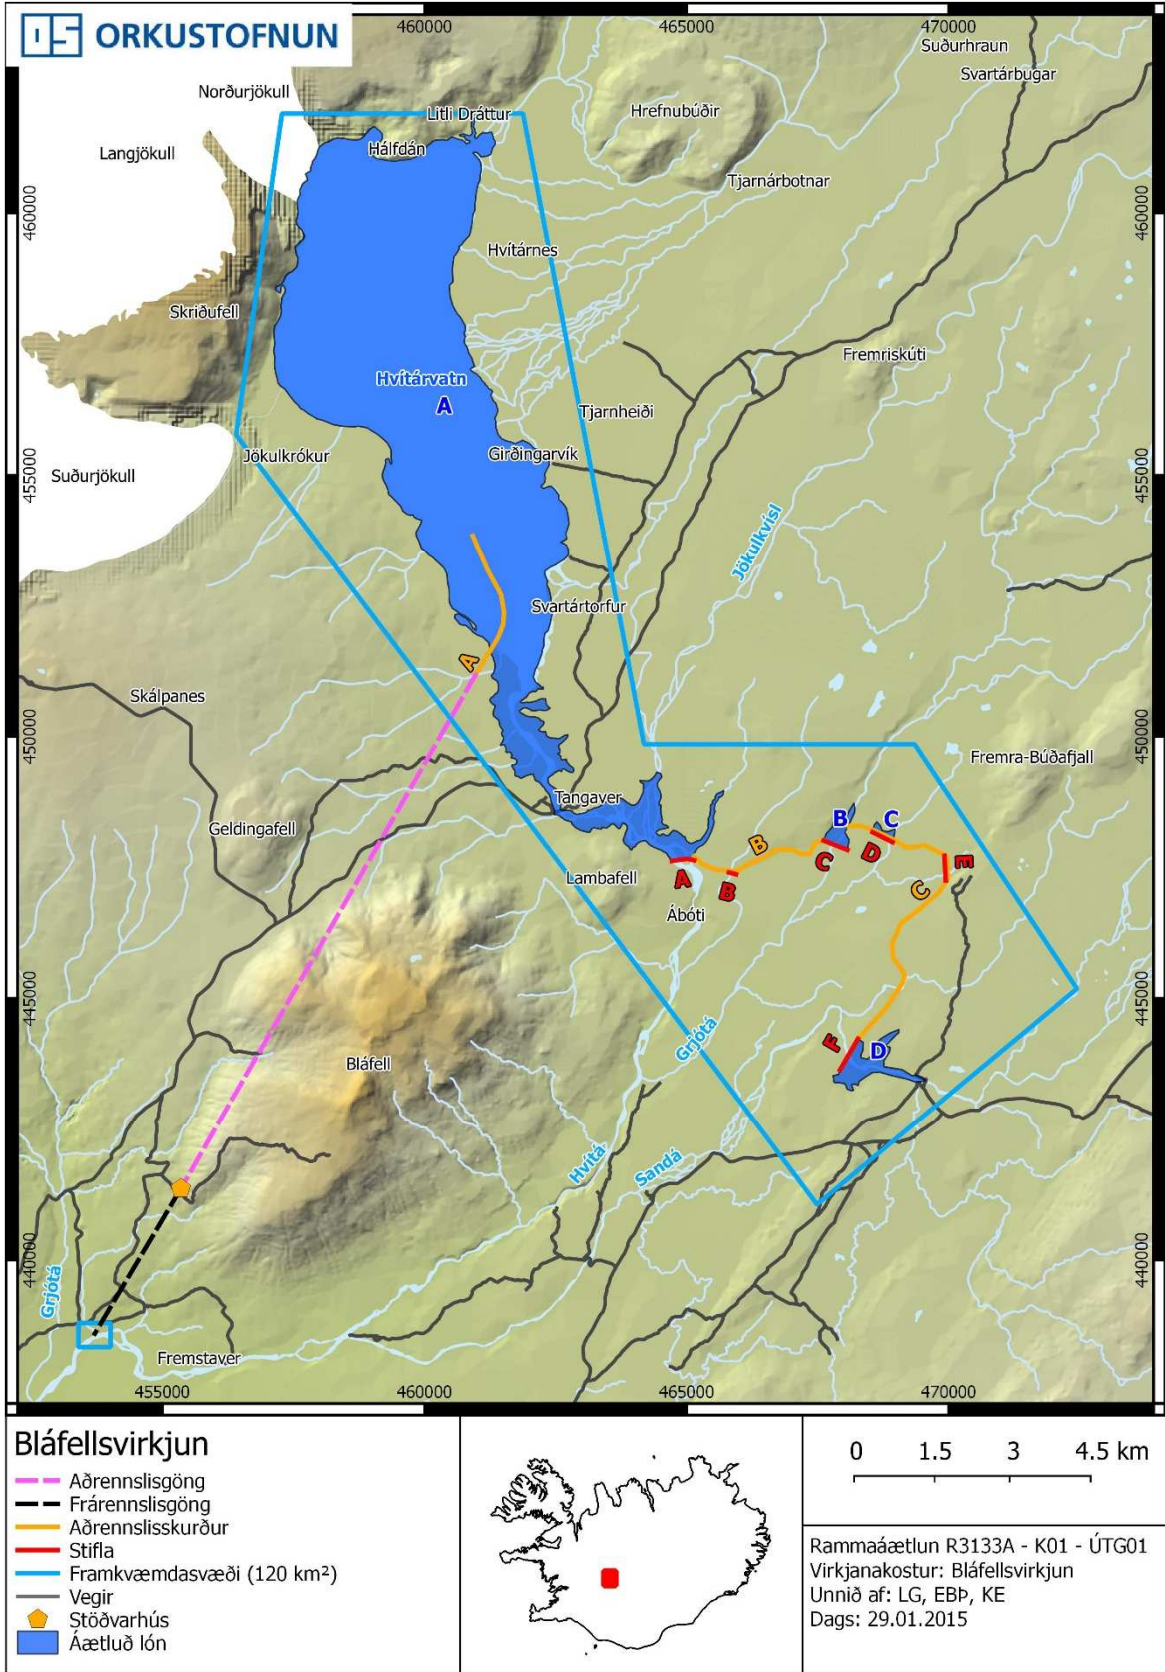 ORKUSTOFNUN
460000
465000
470000
Suðurhraun
Svartárbugar
Norðurjökull
Litli Dráttur
Hrefnubúðir
Hálfdán
Langjökull
Tjarnárbotnar
460000
460000
Hvítárnes
Skriðufell
Fremriskúti
Hvítárvatn
A
Tjarnheiði
Jökulkrókur
Girðingarvík
Suðurjökull
455000
455000
Jökulkvísl
Svartártorfur
A
Skálpanes
450000
450000
Fremra-Búðafjall
Tangaver
Geldingafell
B
C
B
C
D
E
Lambafell
A
B
C
Ábóti
445000
445000
Grjótá
F
D
Bláfell
Hvítá
Sandá
440000
440000
Grjótá
Fremstaver
455000
460000
465000
470000
Bláfellsvirkjun
Aðrennslisgöng
Frárennslisgöng
Aðrennslisskurður
Stífla
Framkvæmdasvæði (120 km²)
Vegir
Stöðvarhús
Áætluð lón
0 1.5 3 4.5 km
Rammaáætlun R3133A - K01 - ÚTG01
Virkjanakostur: Bláfellsvirkjun
Unnið af: LG, EBÞ, KE
Dags: 29.01.2015